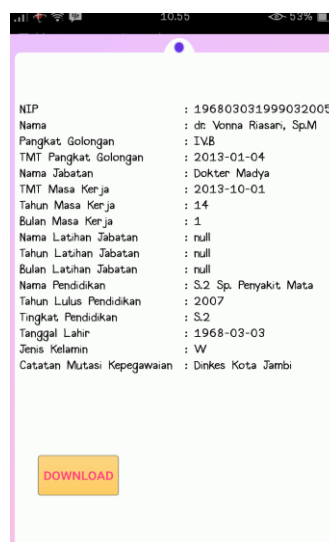 10.55
53%
NIP : 196803031999032005
Nama : dr. Vonna Riasari, Sp.M
Pangkat Golongan : IV.B
TMT Pangkat Golongan : 2013-01-04
Nama Jabatan : Dokter Madya
TMT Masa Kerja : 2013-10-01
Tahun Masa Kerja : 14
Bulan Masa Kerja : 1
Nama Latihan Jabatan : null
Tahun Latihan Jabatan : null
Bulan Latihan Jabatan : null
Nama Pendidikan : S.2 Sp. Penyakit Mata
Tahun Lulus Pendidikan : 2007
Tingkat Pendidikan : S.2
Tanggal Lahir : 1968-03-03
Jenis Kelamin : W
Catatan Mutasi Kepegawaian : Dinkes Kota Jambi
DOWNLOAD